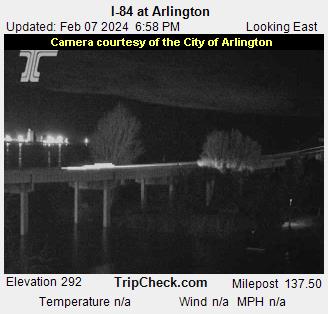 I-84 at Arlington
Updated: Feb 07 2024 6:58 PM Looking East
Camera courtesy of the City of Arlington
Elevation 292 TripCheck.com Milepost 137.50
Temperature n/a Wind n/a MPH n/a